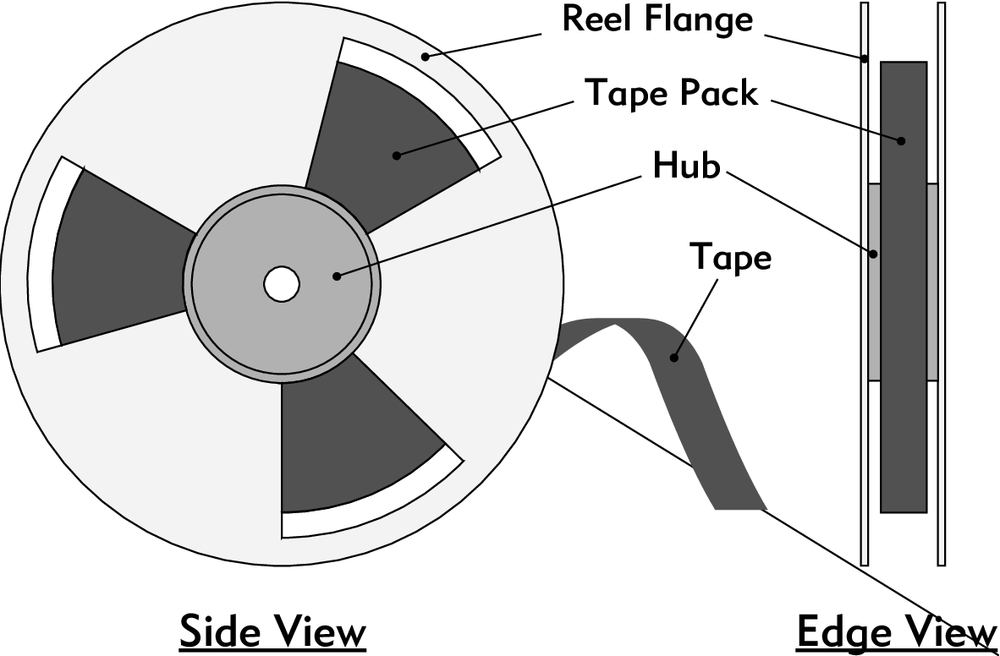 Reel Flange
Tape Pack
Hub
Tape
Side View
Edge View